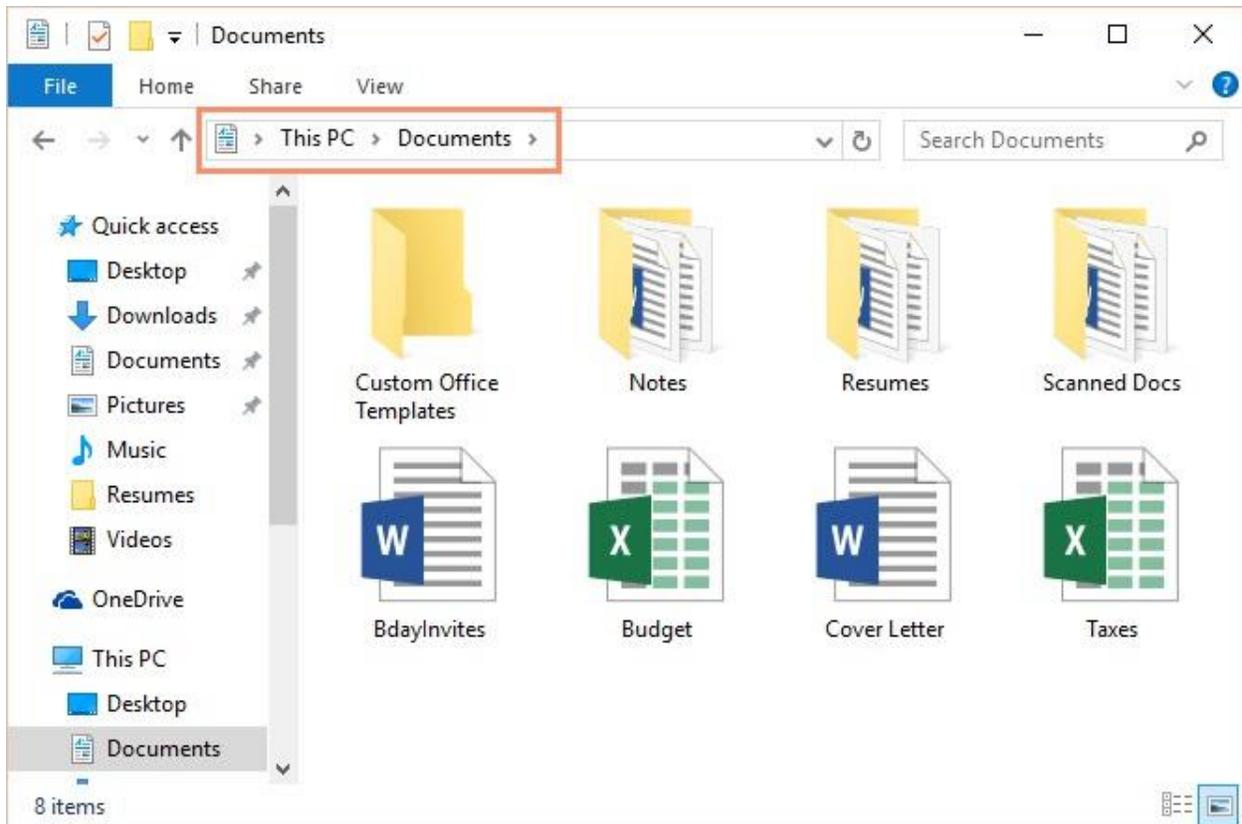 Documents
File Home Share View
This PC Documents
Search Documents
Quick access
Desktop
Downloads
Documents
Pictures
Music
Resumes
Videos
OneDrive
This PC
Desktop
Documents
Custom Office
Templates
Notes
Resumes
Scanned Docs
W
BdayInvites
X
Budget
W
Cover Letter
X
Taxes
8 items